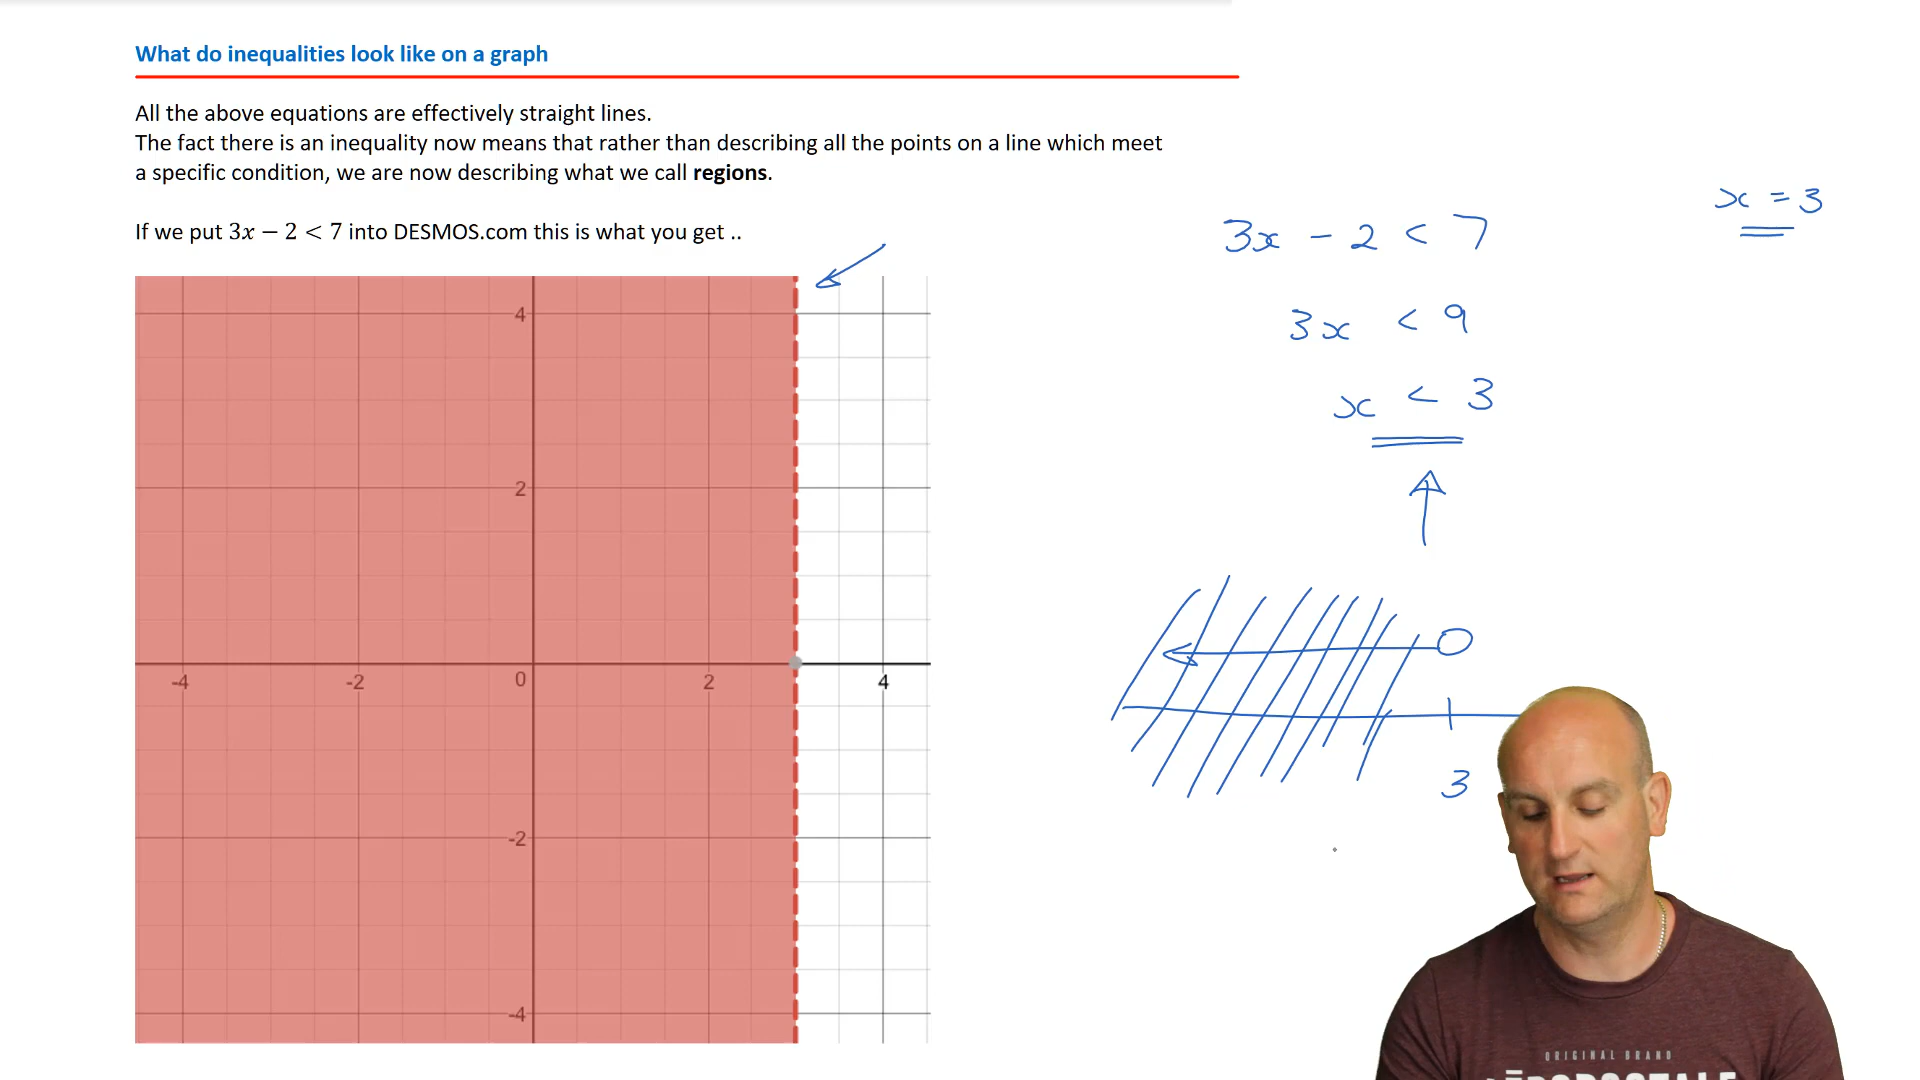 What do inequalities look like on a graph
All the above equations are effectively straight lines.
The fact there is an inequality now means that rather than describing all the points on a line which meet
a specific condition, we are now describing what we call regions.
If we put 3x − 2 < 7 into DESMOS.com this is what you get ..
4
2
-4
-2
0
2
4
-2
-4
3x - 2 < 7
x = 3
3x < 9
x < 3
3
ORIGINAL BRAND